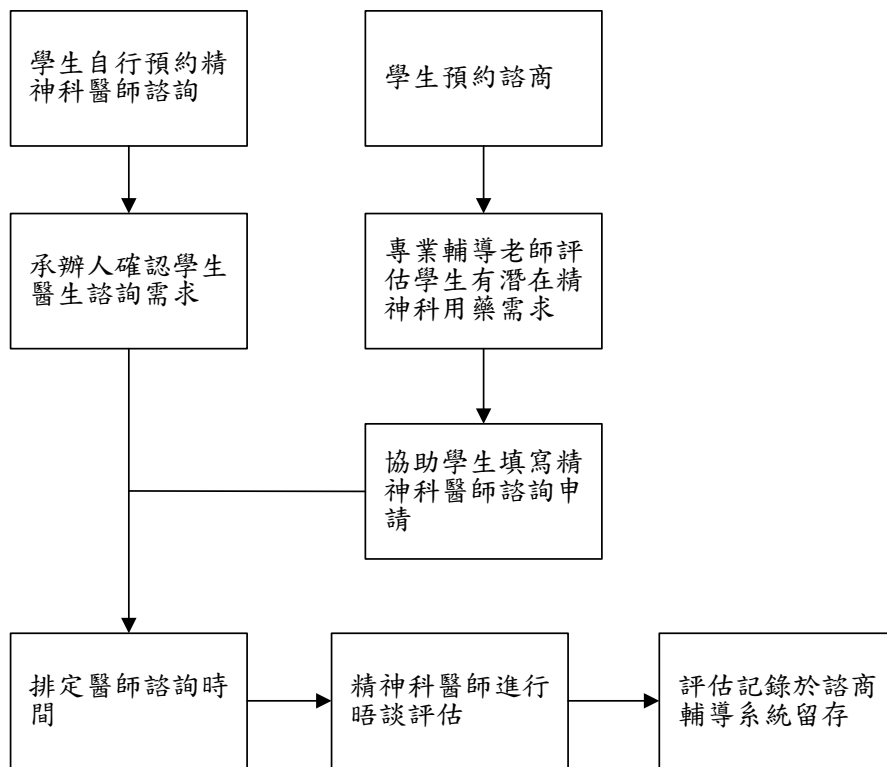 學生自行預約精
神科醫師諮詢
學生預約諮商
承辦人確認學生
醫生諮詢需求
專業輔導老師評
估學生有潛在精
神科用藥需求
協助學生填寫精
神科醫師諮詢申
請
排定醫師諮詢時
間
精神科醫師進行
晤談評估
評估記錄於諮商
輔導系統留存